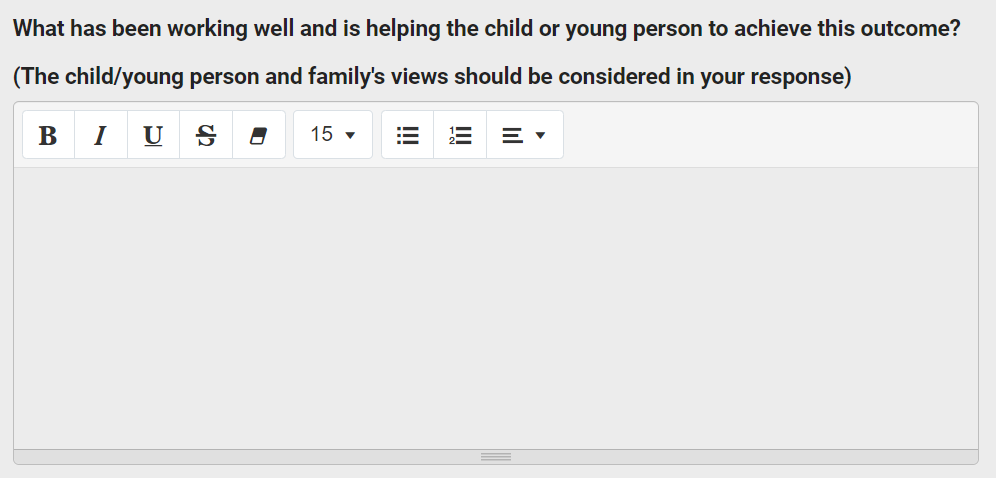 What has been working well and is helping the child or young person to achieve this outcome?
(The child/young person and family's views should be considered in your response)
B I U S 15